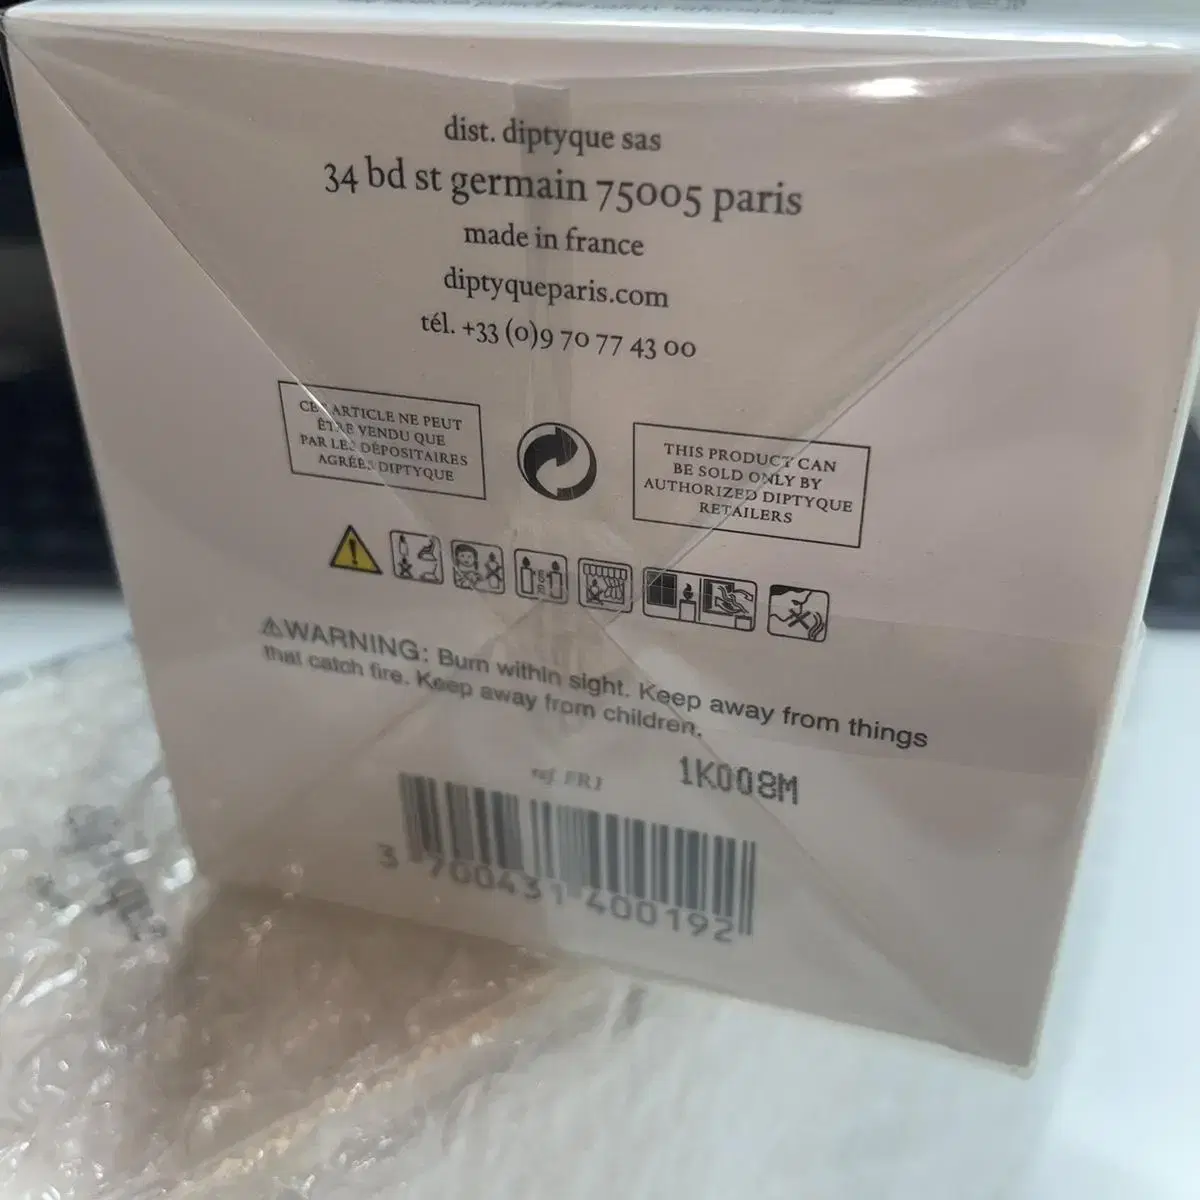 dist. diptyque sas
34 bd st germain 75005 paris
made in france
diptyqueparis.com
tél. +33 (0)9 70 77 43 00
CET ARTICLE NE PEUT
ÊTRE VENDU QUE
PAR LES DÉPOSITAIRES
AGRÉÉS DIPTYQUE
THIS PRODUCT CAN
BE SOLD ONLY BY
AUTHORIZED DIPTYQUE
RETAILERS
⚠WARNING: Burn within sight. Keep away from things
that catch fire. Keep away from children.
ref. FR1
1K008M
3 700431 400192